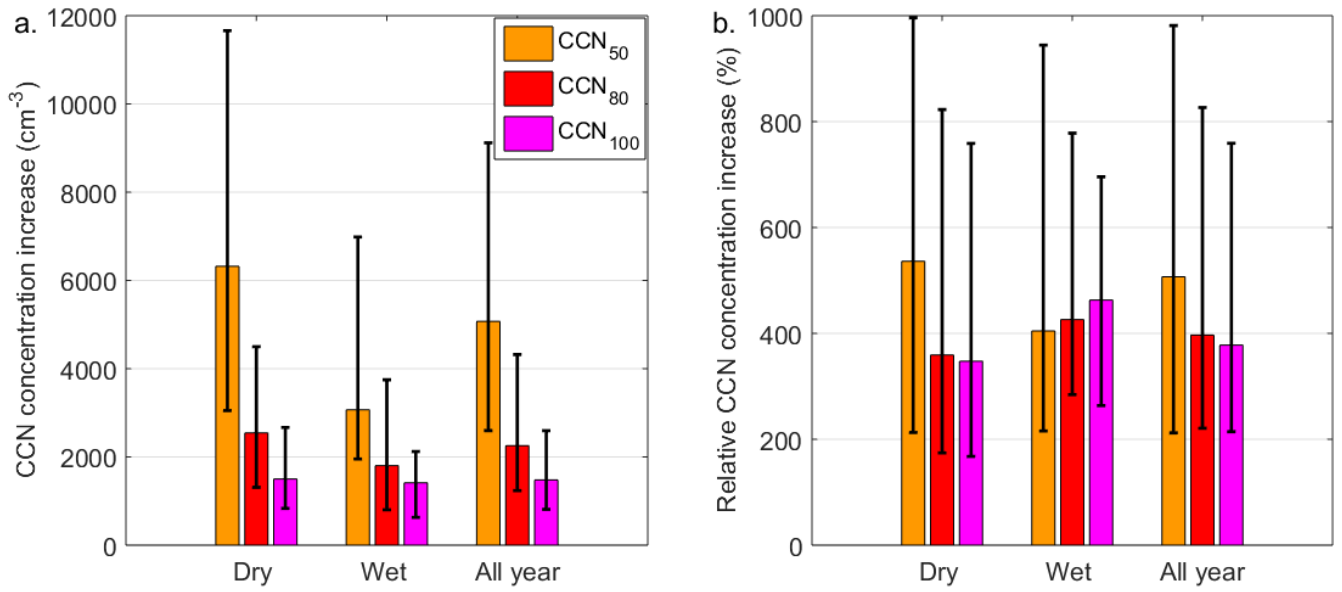 a.
CCN concentration increase (cm-3)
12000
10000
8000
6000
4000
2000
0
CCN50
CCN80
CCN100
Dry Wet All year
b.
Relative CCN concentration increase (%)
1000
800
600
400
200
0
Dry Wet All year